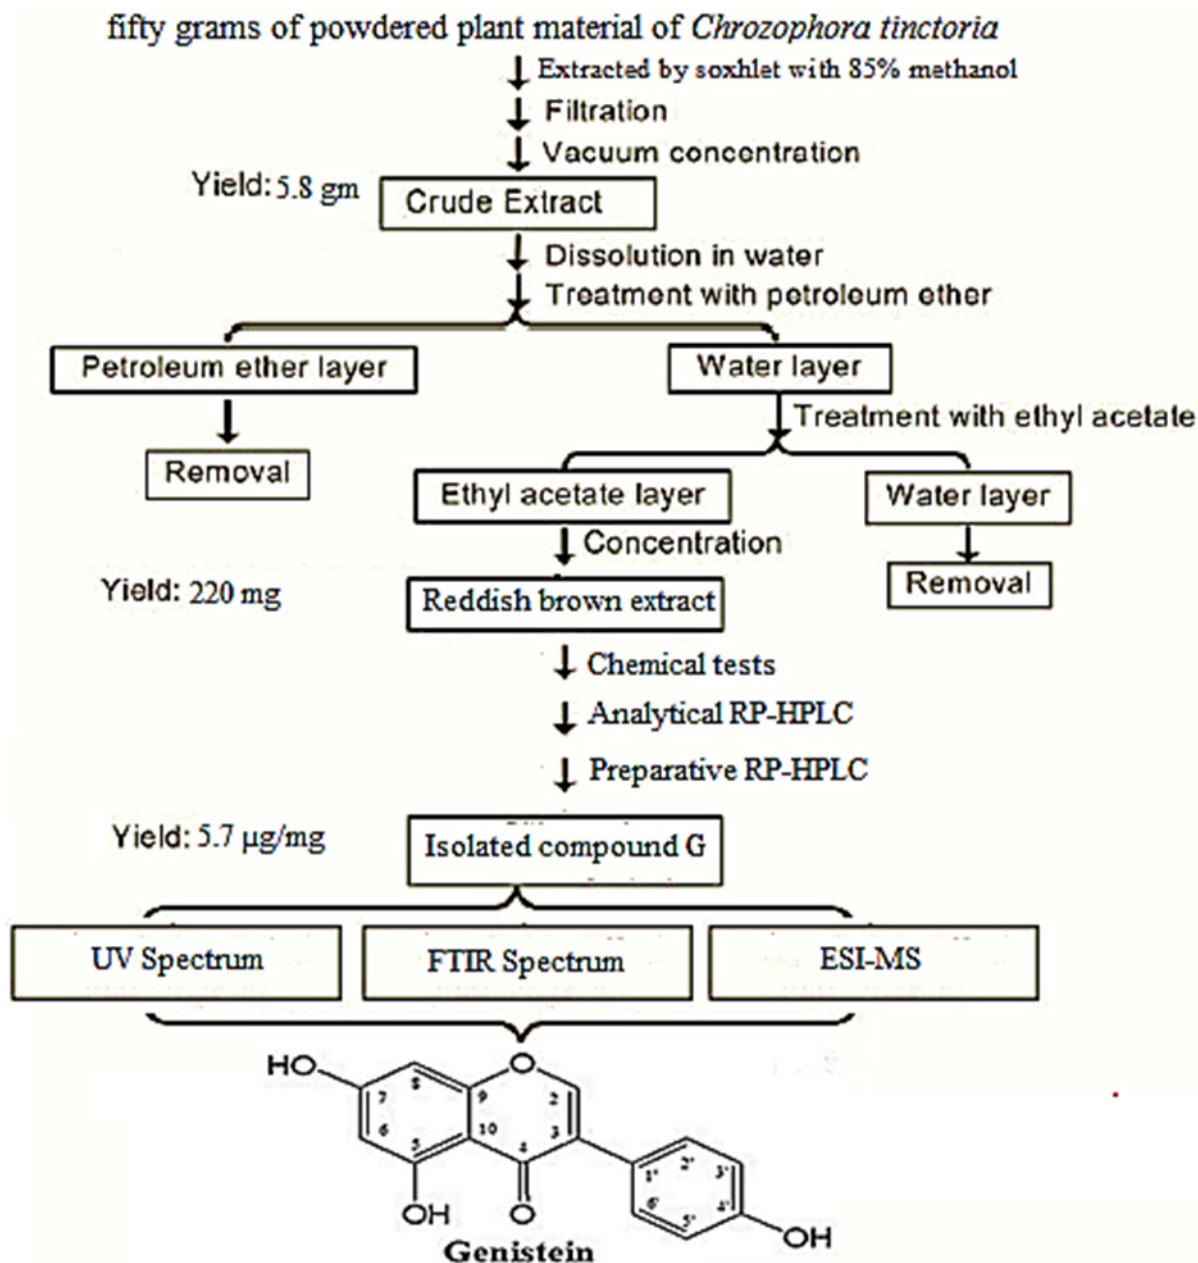 fifty grams of powdered plant material of Chrozophora tinctoria
Extracted by soxhlet with 85% methanol
Filtration
Vacuum concentration
Yield: 5.8 gm
Crude Extract
Dissolution in water
Treatment with petroleum ether
Petroleum ether layer
Water layer
Treatment with ethyl acetate
Removal
Ethyl acetate layer
Water layer
Concentration
Removal
Yield: 220 mg
Reddish brown extract
Chemical tests
Analytical RP-HPLC
Preparative RP-HPLC
Yield: 5.7 µg/mg
Isolated compound G
UV Spectrum
FTIR Spectrum
ESI-MS
HO
O
8
7
9
2
6
10
3
5
4
1'
2'
3'
6'
5'
4'
OH
O
OH
Genistein